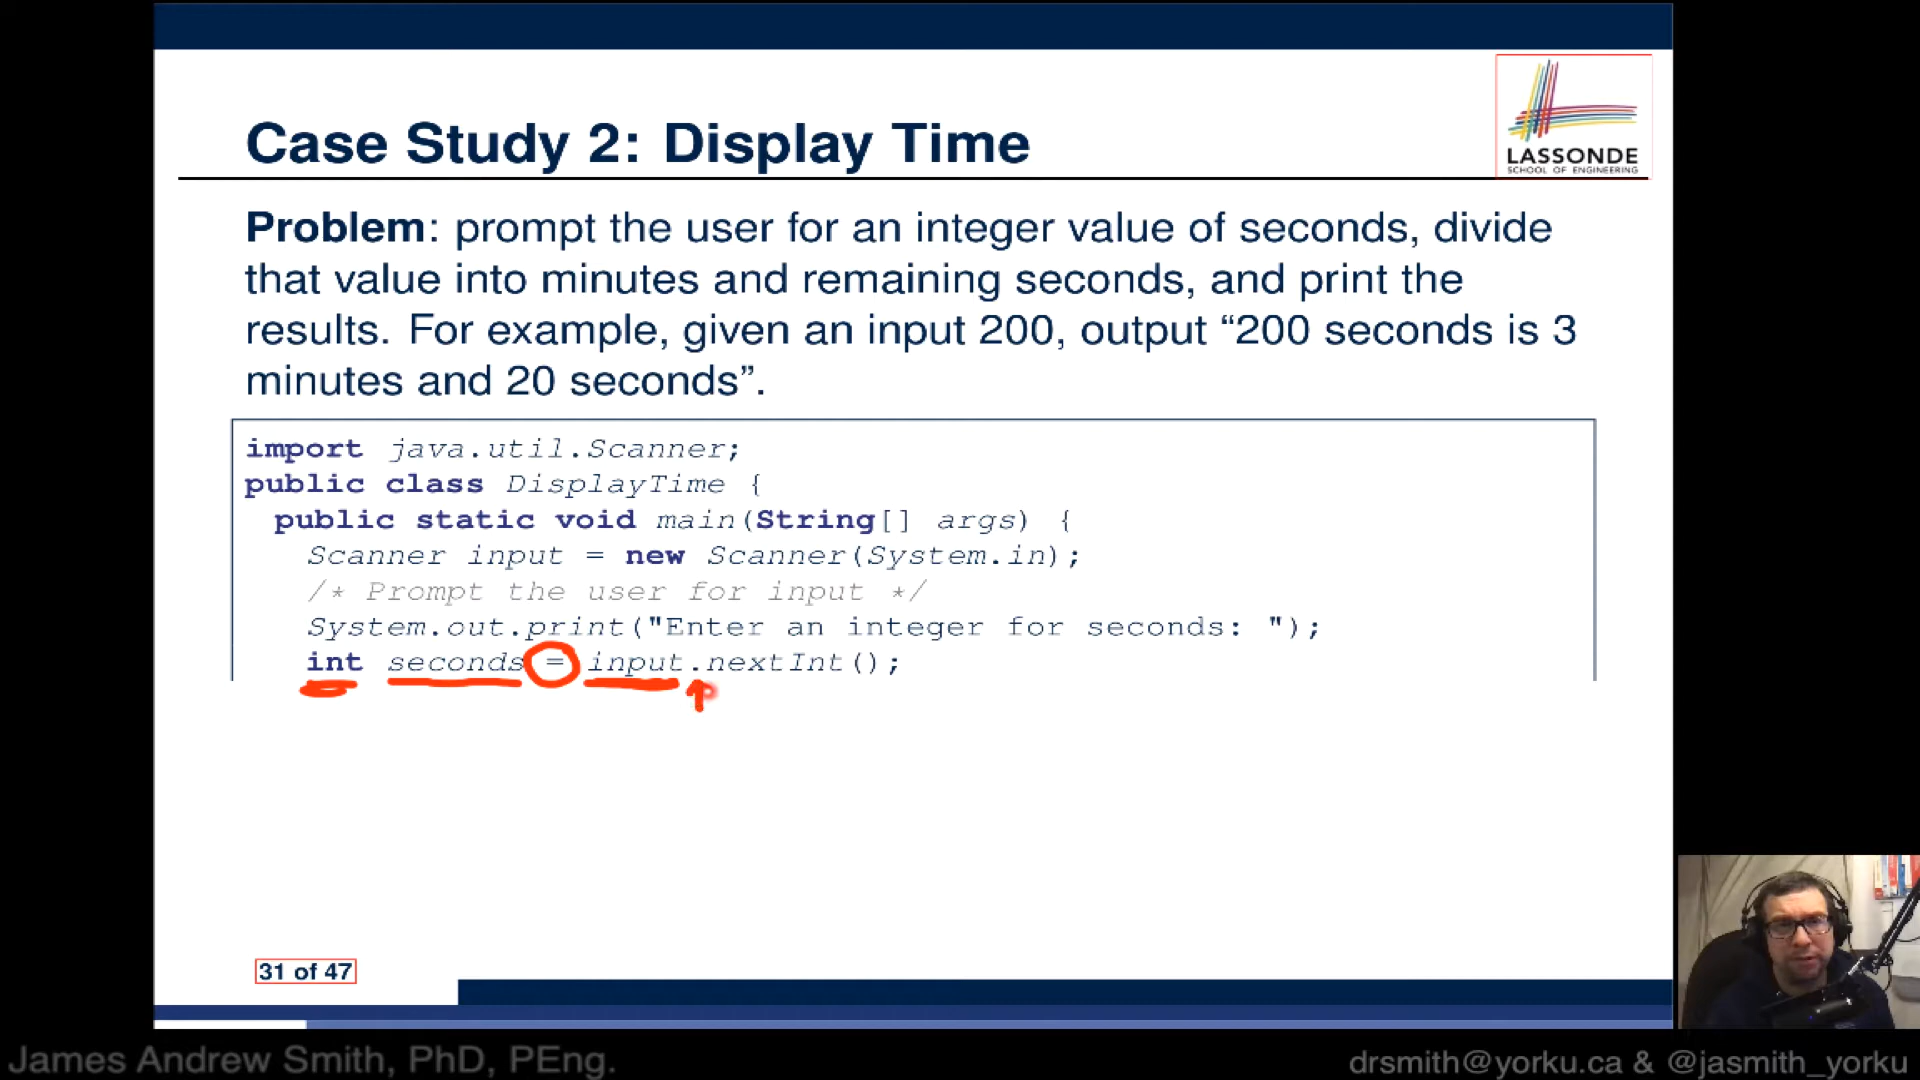 LASSONDE
SCHOOL OF ENGINEERING
Case Study 2: Display Time
Problem: prompt the user for an integer value of seconds, divide
that value into minutes and remaining seconds, and print the
results. For example, given an input 200, output “200 seconds is 3
minutes and 20 seconds”.
import java.util.Scanner;
public class DisplayTime {
public static void main(String[] args) {
Scanner input = new Scanner(System.in);
/* Prompt the user for input */
System.out.print("Enter an integer for seconds: ");
int seconds = input.nextInt();
31 of 47
James Andrew Smith, PhD, PEng.
drsmith@yorku.ca & @jasmith_yorku